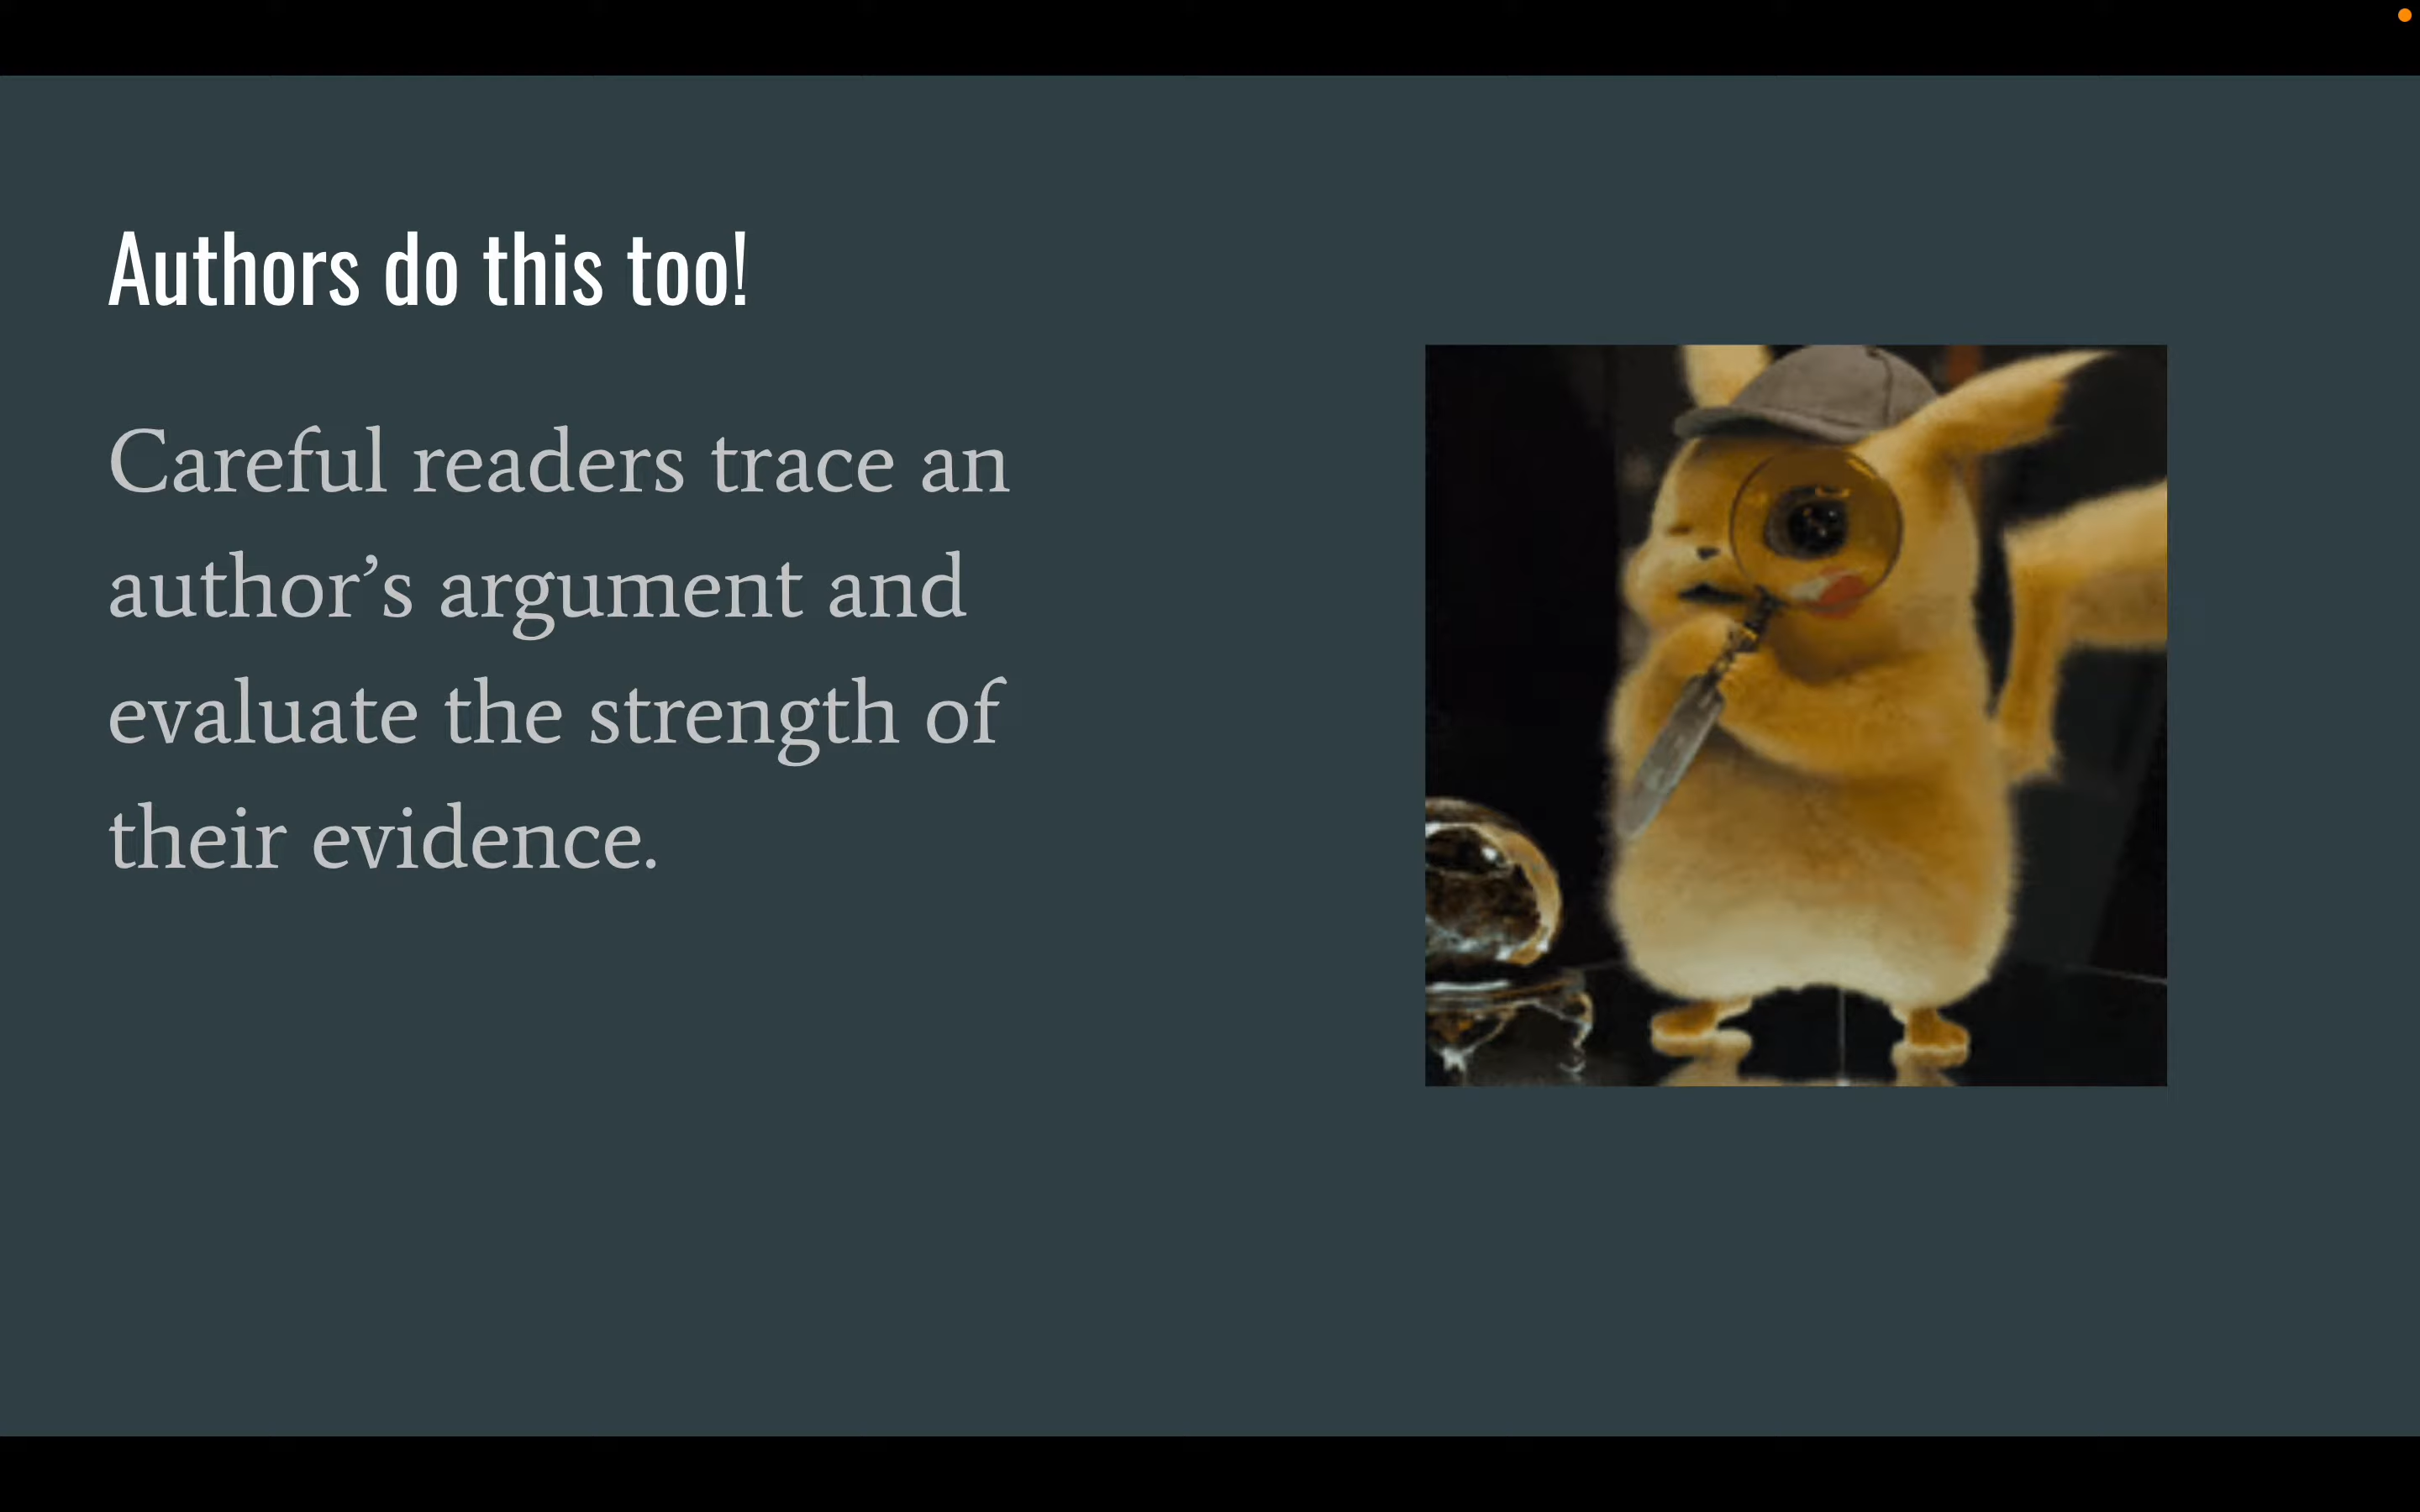 Authors do this too!
Careful readers trace an
author’s argument and
evaluate the strength of
their evidence.